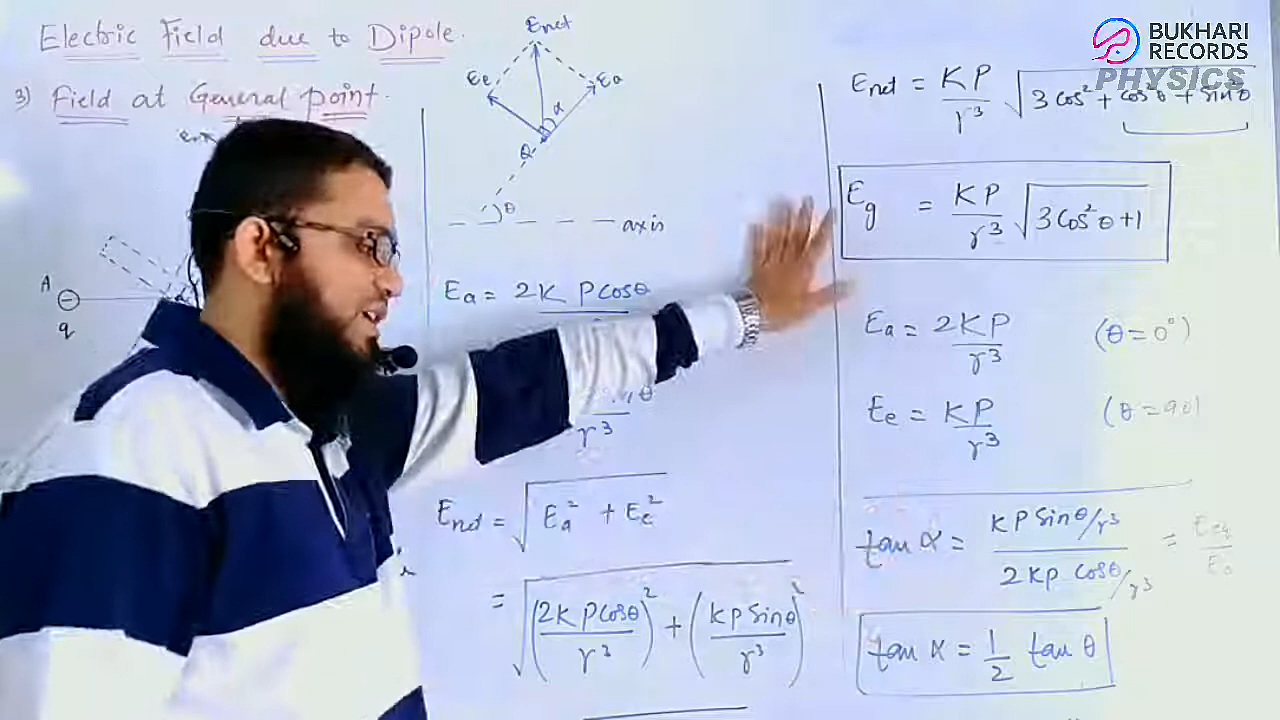 Electric Field due to Dipole.
3) Field at General point.
A
q
Enet
Ee
Ea
α
Q
θ
axis
Ea = 2K P cosθ
θ
r³
Enet = √(Ea² + Ee²)
= √((2K P cosθ / r³)² + (K P Sinθ / r³)²)
BUKHARI
RECORDS
PHYSICS
Enet = KP/r³ √(3 cos² + cos²θ + sin²θ)
Eg = KP/r³ √(3 Cos²θ + 1)
Ea = 2KP/r³ (θ = 0°)
Ee = KP/r³ (θ = 90)
tan α = (K P Sinθ/r³) / (2KP cosθ/r³) =
tan α = 1/2 tan θ